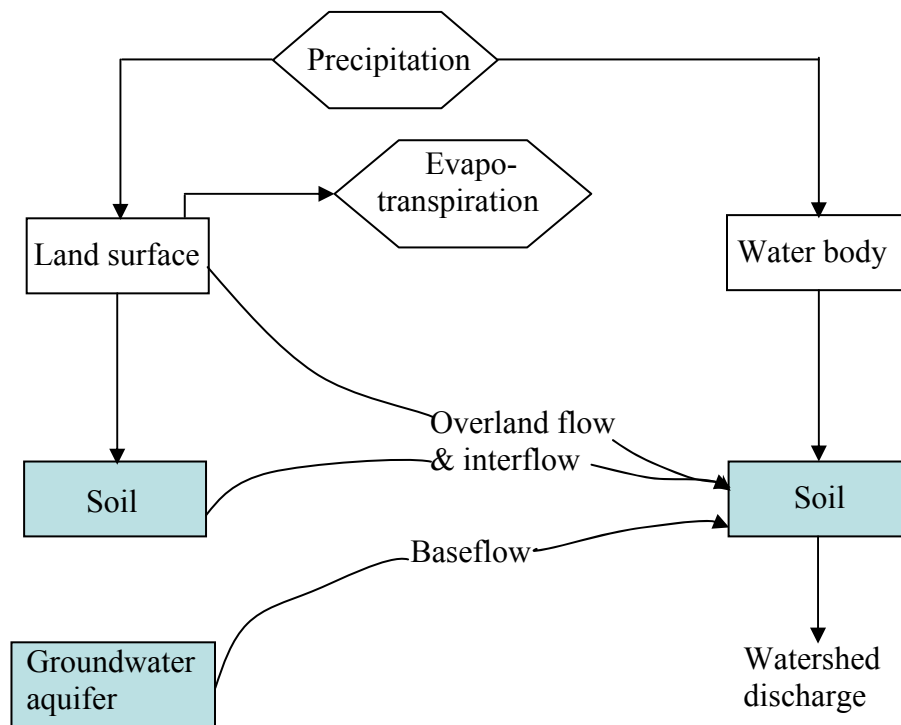 Precipitation
Evapo-
transpiration
Land surface
Water body
Overland flow
& interflow
Soil
Soil
Baseflow
Groundwater
aquifer
Watershed
discharge